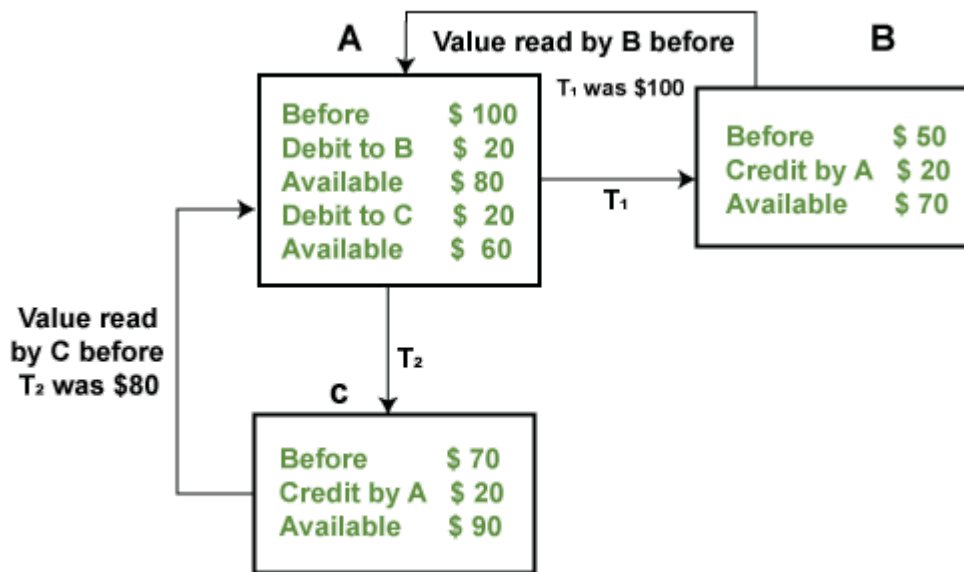 A
Value read by B before
T₁ was $100
B
Before $ 100
Debit to B $ 20
Available $ 80
Debit to C $ 20
Available $ 60
T₁
Before $ 50
Credit by A $ 20
Available $ 70
Value read
by C before
T₂ was $80
T₂
c
Before $ 70
Credit by A $ 20
Available $ 90